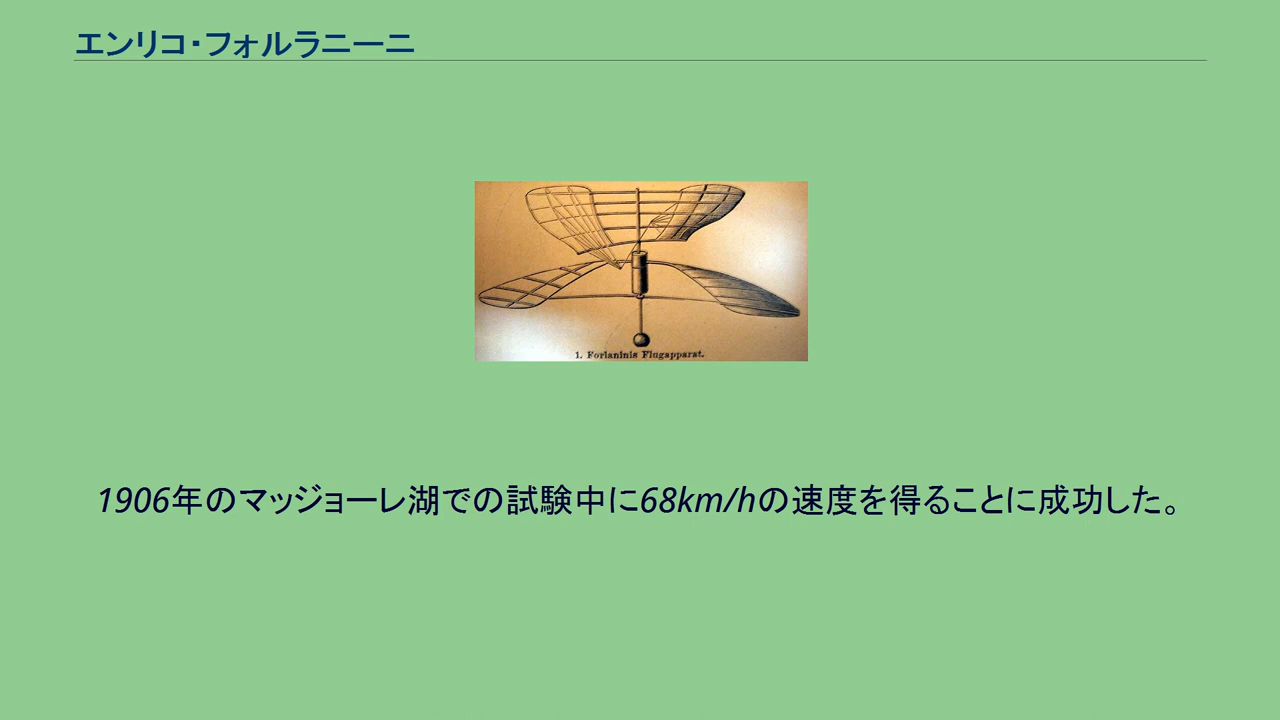 エンリコ・フォルラニーニ
1. Forlaninis Flugapparat.
1906年のマッジョーレ湖での試験中に68km/hの速度を得ることに成功した。